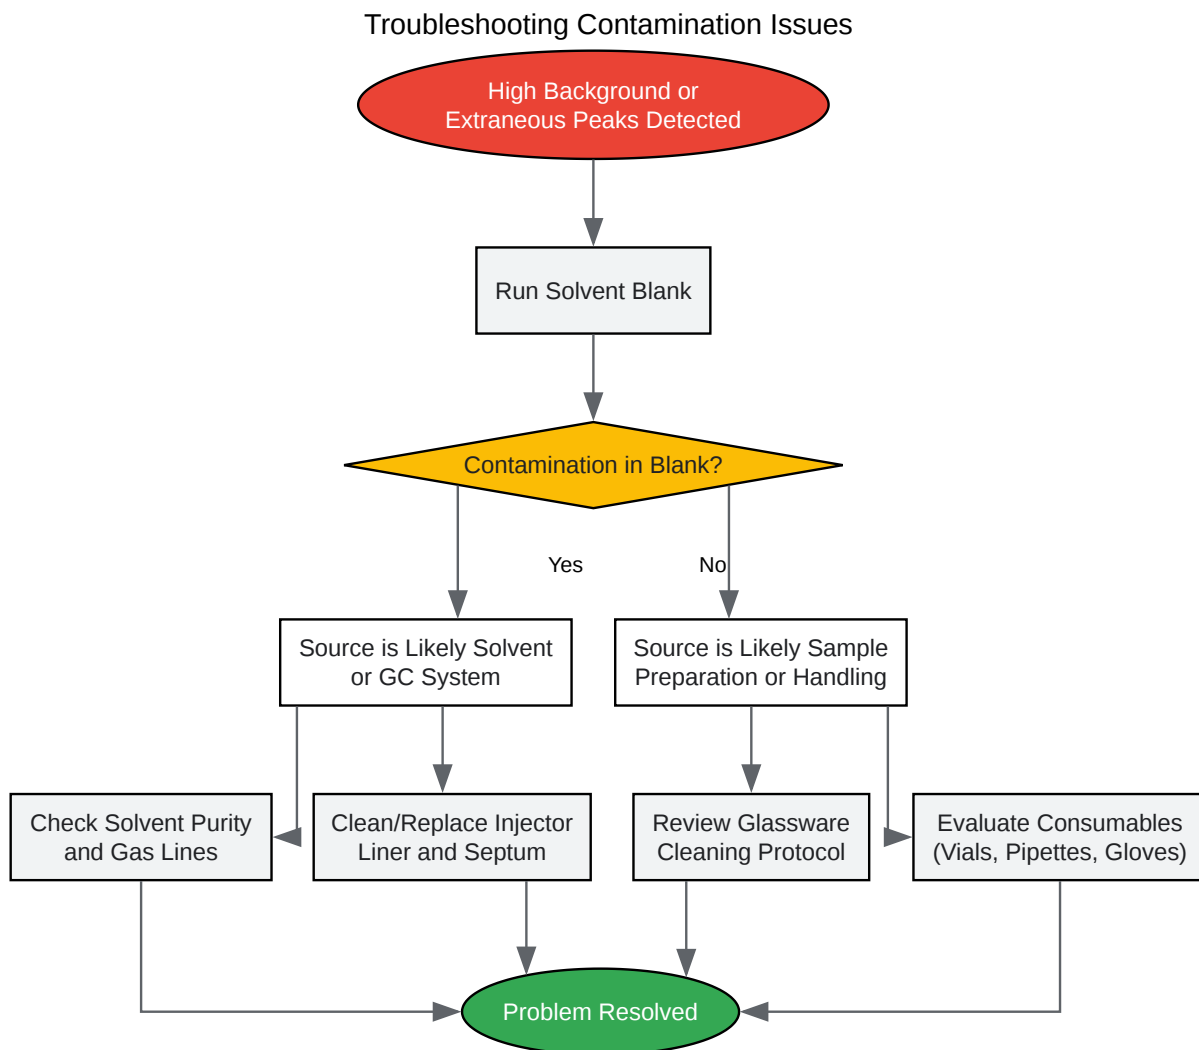 Troubleshooting Contamination Issues
High Background or
Extraneous Peaks Detected
Run Solvent Blank
Contamination in Blank?
Yes
No
Source is Likely Solvent
or GC System
Source is Likely Sample
Preparation or Handling
Check Solvent Purity
and Gas Lines
Clean/Replace Injector
Liner and Septum
Review Glassware
Cleaning Protocol
Evaluate Consumables
(Vials, Pipettes, Gloves)
Problem Resolved